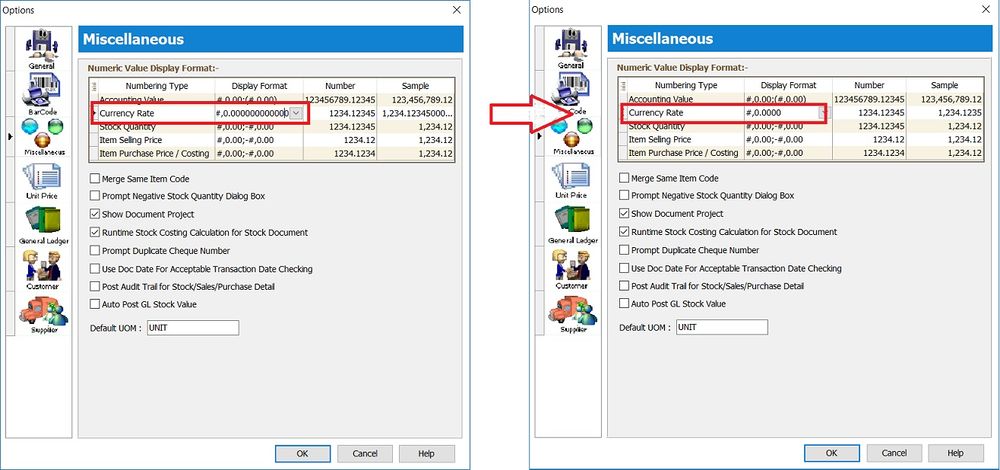 Options
Miscellaneous
General
BarCode
Miscellaneous
Unit Price
General Ledger
Customer
Supplier
Numeric Value Display Format:-
Numbering Type Display Format Number Sample
Accounting Value #,0.00;(#,0.00) 123456789.12345 123,456,789.12
Currency Rate #,0.000000000000 1234.12345 1,234.12345000...
Stock Quantity #,0.00;-#,0.00 1234.12345 1,234.12
Item Selling Price #,0.00;-#,0.00 1234.12 1,234.12
Item Purchase Price / Costing #,0.00;-#,0.00 1234.1234 1,234.12
Merge Same Item Code
Prompt Negative Stock Quantity Dialog Box
Show Document Project
Runtime Stock Costing Calculation for Stock Document
Prompt Duplicate Cheque Number
Use Doc Date For Acceptable Transaction Date Checking
Post Audit Trail for Stock/Sales/Purchase Detail
Auto Post GL Stock Value
Default UOM : UNIT
OK Cancel Help
Options
Miscellaneous
General
Code
Miscellaneous
Unit Price
General Ledger
Customer
Supplier
Numeric Value Display Format:-
Numbering Type Display Format Number Sample
Accounting Value #,0.00;(#,0.00) 123456789.12345 123,456,789.12
Currency Rate #,0.0000 1234.12345 1,234.1235
Stock Quantity #,0.00;-#,0.00 1234.12345 1,234.12
Item Selling Price #,0.00;-#,0.00 1234.12 1,234.12
Item Purchase Price / Costing #,0.00;-#,0.00 1234.1234 1,234.12
Merge Same Item Code
Prompt Negative Stock Quantity Dialog Box
Show Document Project
Runtime Stock Costing Calculation for Stock Document
Prompt Duplicate Cheque Number
Use Doc Date For Acceptable Transaction Date Checking
Post Audit Trail for Stock/Sales/Purchase Detail
Auto Post GL Stock Value
Default UOM : UNIT
OK Cancel Help